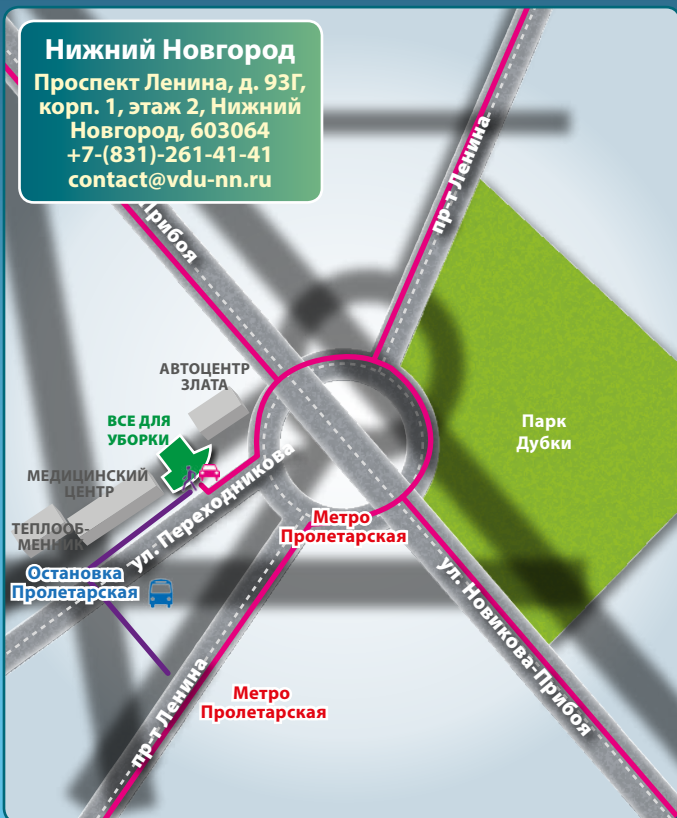 Нижний Новгород
Проспект Ленина, д. 93Г,
корп. 1, этаж 2, Нижний
Новгород, 603064
+7-(831)-261-41-41
contact@vdu-nn.ru
пр-т Ленина
Прибоя
АВТОЦЕНТР
ЗЛАТА
ВСЕ ДЛЯ
УБОРКИ
Парк
Дубки
МЕДИЦИНСКИЙ
ЦЕНТР
ул. Переходникова
ТЕПЛООБ-
МЕННИК
Метро
Пролетарская
Остановка
Пролетарская
ул. Новикова-Прибоя
пр-т Ленина
Метро
Пролетарская